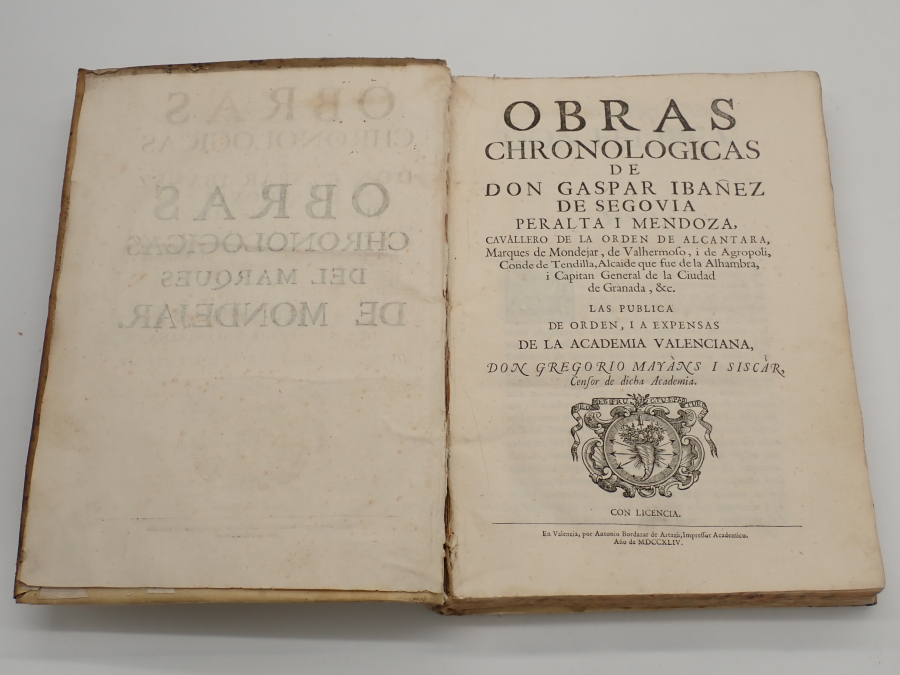 OBRAS
CHRONOLOGICAS
DEL MARQUES
DE MONDEJAR.
OBRAS
CHRONOLOGICAS
DE
DON GASPAR IBAÑEZ
DE SEGOVIA
PERALTA I MENDOZA,
CAVALLERO DE LA ORDEN DE ALCANTARA,
Marques de Mondejar, de Valhermoso, i de Agropoli,
Conde de Tendilla, Alcaide que fue de la Alhambra,
i Capitan General de la Ciudad
de Granada, &c.
LAS PUBLICA
DE ORDEN, I A EXPENSAS
DE LA ACADEMIA VALENCIANA,
DON GREGORIO MAYÀNS I SISCÀR,
Censor de dicha Academia.
CON LICENCIA.
En Valencia, por Antonio Bordazar de Artazù, Impressor Academico.
Año de MDCCXLIV.